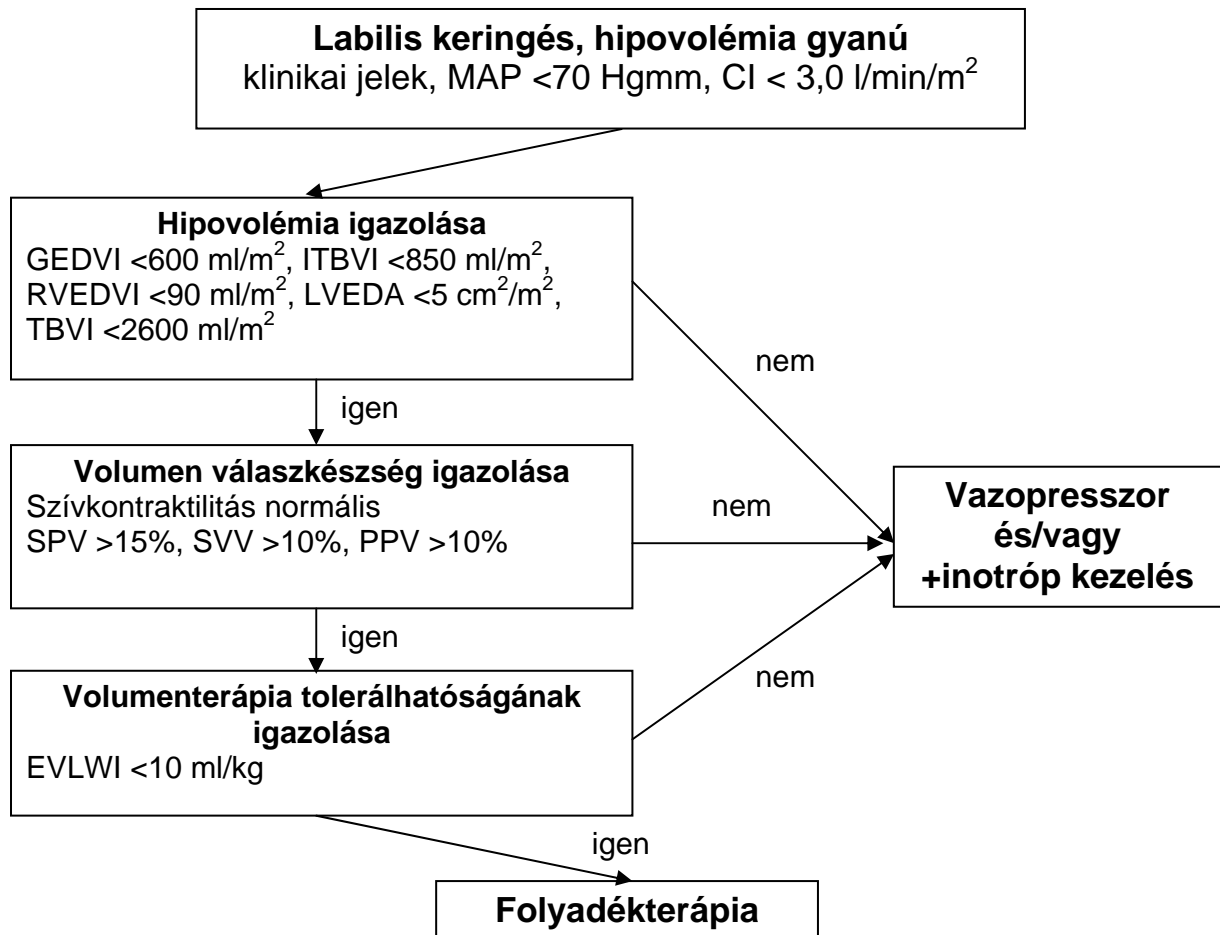 Labilis keringés, hipovolémia gyanú
klinikai jelek, MAP <70 Hgmm, CI < 3,0 l/min/m²
Hipovolémia igazolása
GEDVI <600 ml/m², ITBVI <850 ml/m²,
RVEDVI <90 ml/m², LVEDA <5 cm²/m²,
TBVI <2600 ml/m²
nem
igen
Volumen válaszkészség igazolása
Szívkontraktilitás normális
SPV >15%, SVV >10%, PPV >10%
nem
Vazopresszor
és/vagy
+inotróp kezelés
igen
Volumenterápia tolerálhatóságának
igazolása
EVLWI <10 ml/kg
nem
igen
Folyadékterápia